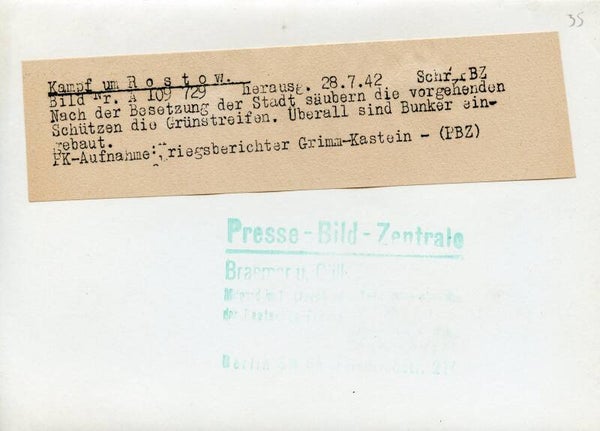 35
Kampf um Rostow.
Bild Nr. A 109 729 herausg. 28.7.42 Schr. BZ
Nach der Besetzung der Stadt säubern die vorgehenden
Schützen die Grünstreifen. Überall sind Bunker ein-
gebaut.
PK-Aufnahme: Kriegsberichter Grimm-Kastein - (PBZ)
Presse-Bild-Zentrale
Braemer u.
Berlin